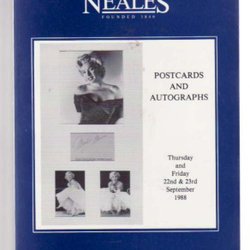 NEALES
FOUNDED 1840
POSTCARDS
AND
AUTOGRAPHS
Thursday
and
Friday
22nd & 23rd
September
1988